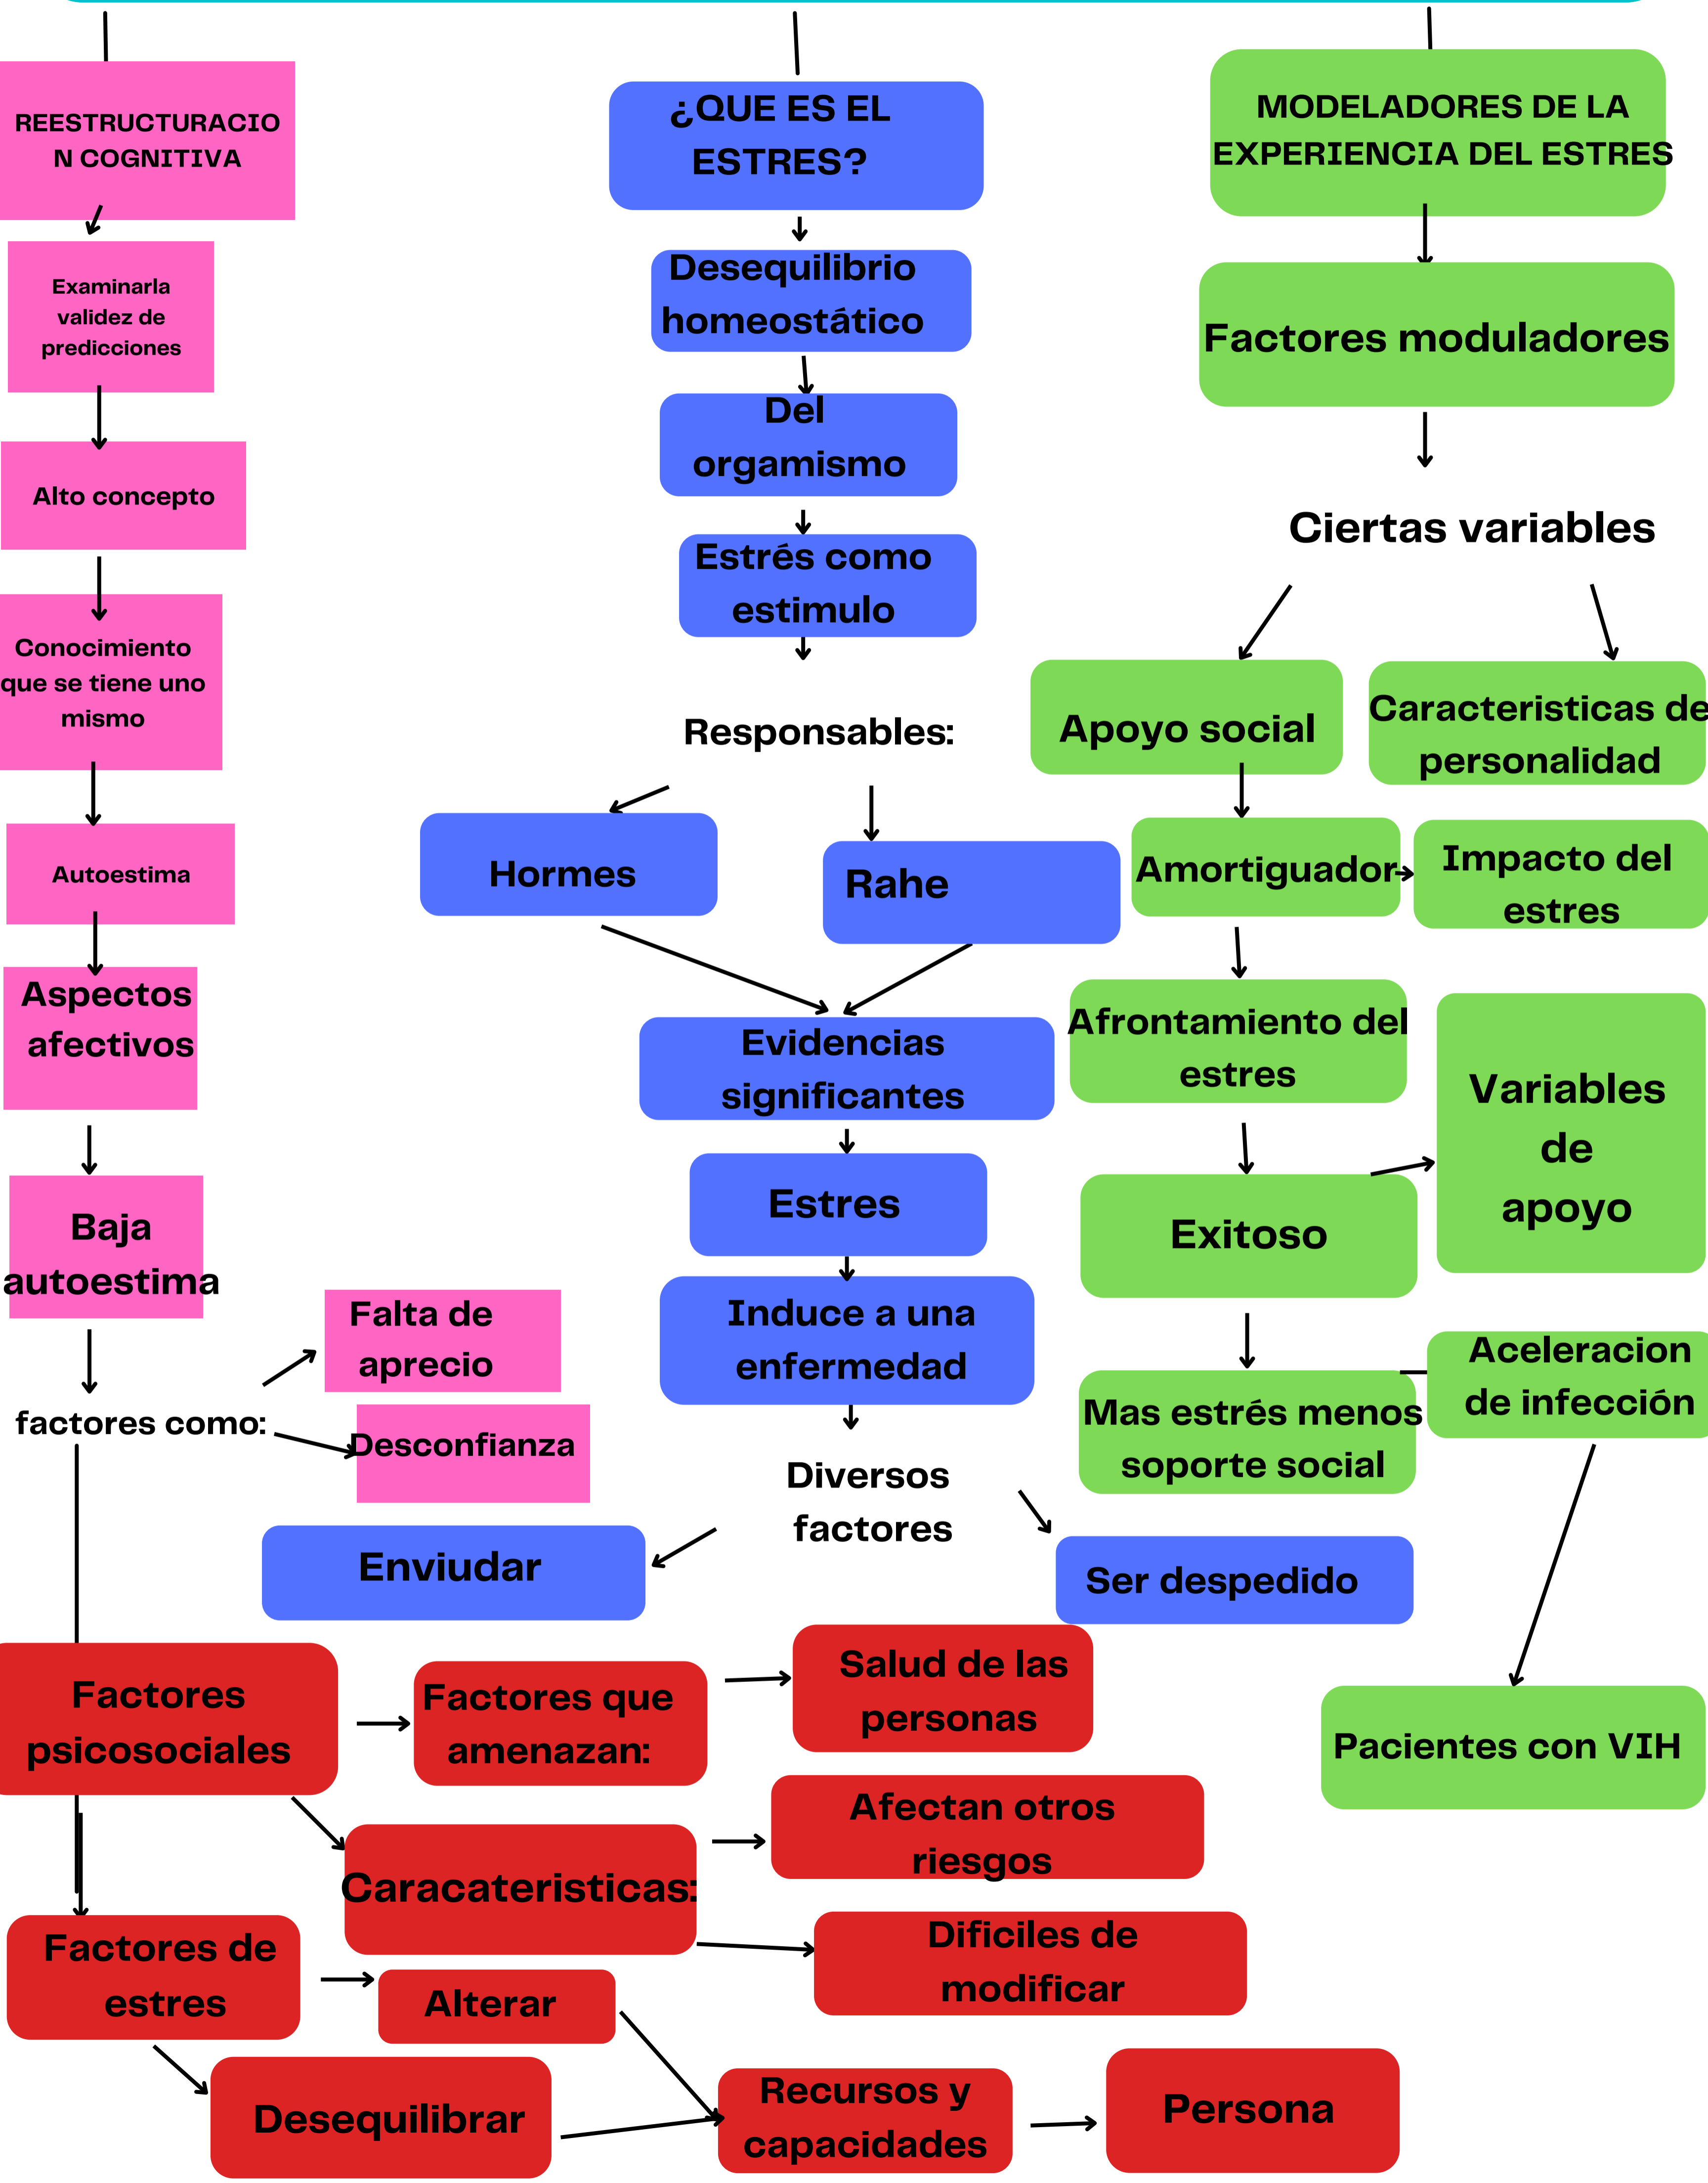 REESTRUCTURACIO
N COGNITIVA
Examinarla
validez de
predicciones
Alto concepto
Conocimiento
que se tiene uno
mismo
Autoestima
Aspectos
afectivos
Baja
autoestima
factores como:
Falta de
aprecio
Desconfianza
¿QUE ES EL
ESTRES?
Desequilibrio
homeostático
Del
orgamismo
Estrés como
estimulo
Responsables:
Hormes
Rahe
Evidencias
significantes
Estres
Induce a una
enfermedad
Diversos
factores
Enviudar
Ser despedido
MODELADORES DE LA
EXPERIENCIA DEL ESTRES
Factores moduladores
Ciertas variables
Apoyo social
Caracteristicas de
personalidad
Amortiguador
Impacto del
estres
Afrontamiento del
estres
Variables
de
apoyo
Exitoso
Mas estrés menos
soporte social
Aceleracion
de infección
Pacientes con VIH
Factores
psicosociales
Factores que
amenazan:
Salud de las
personas
Caracateristicas:
Afectan otros
riesgos
Dificiles de
modificar
Factores de
estres
Alterar
Desequilibrar
Recursos y
capacidades
Persona